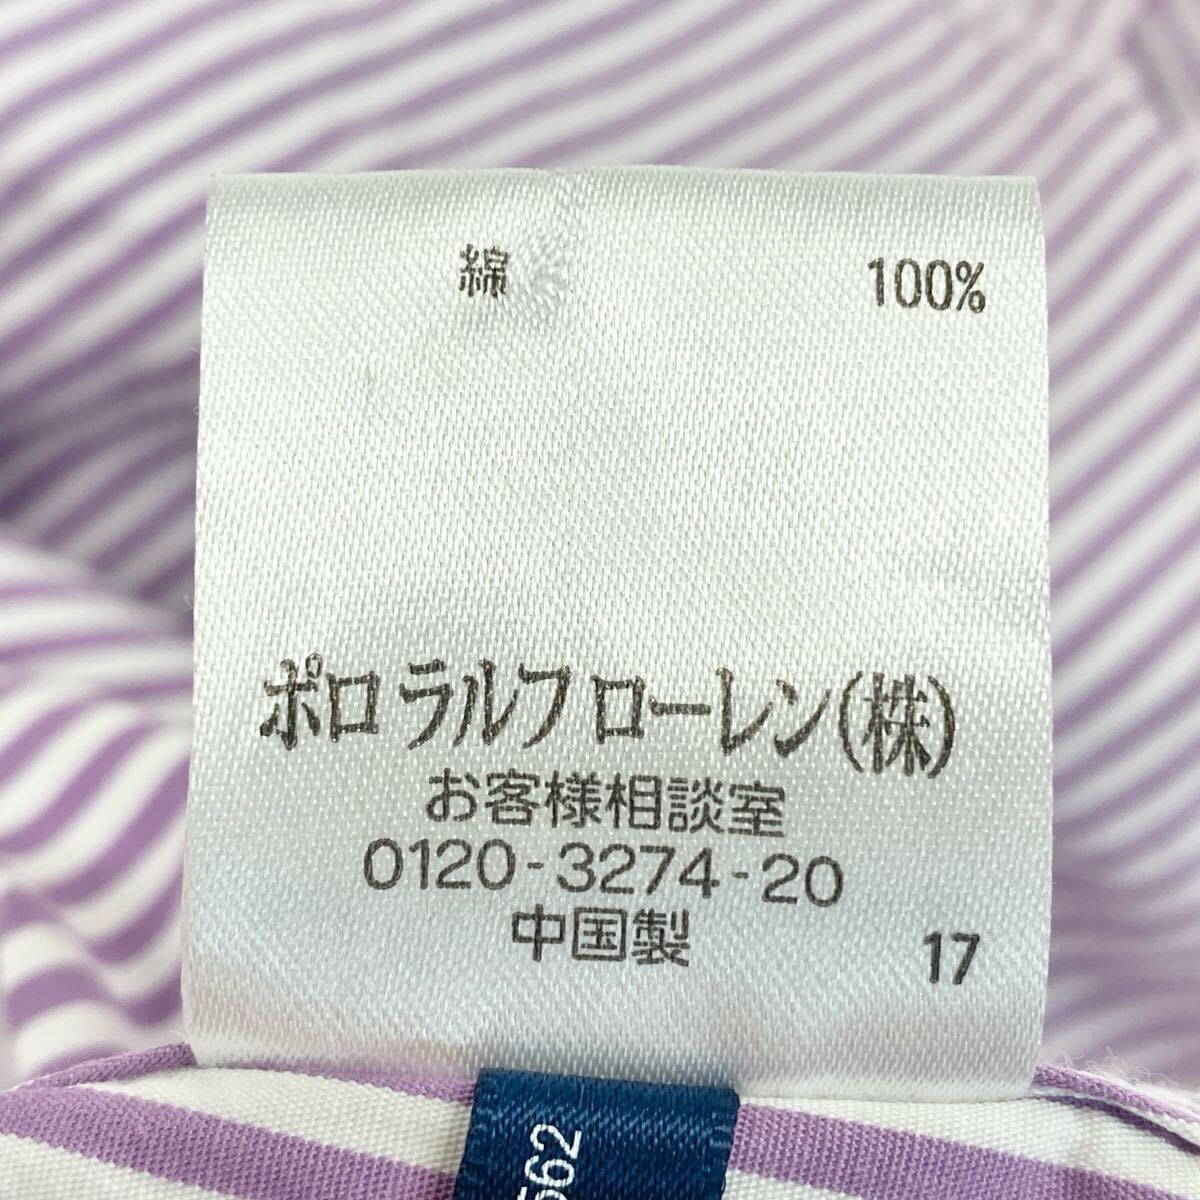 綿 100%
ポロ ラルフ ローレン(株)
お客様相談室
0120-3274-20
中国製
17
562